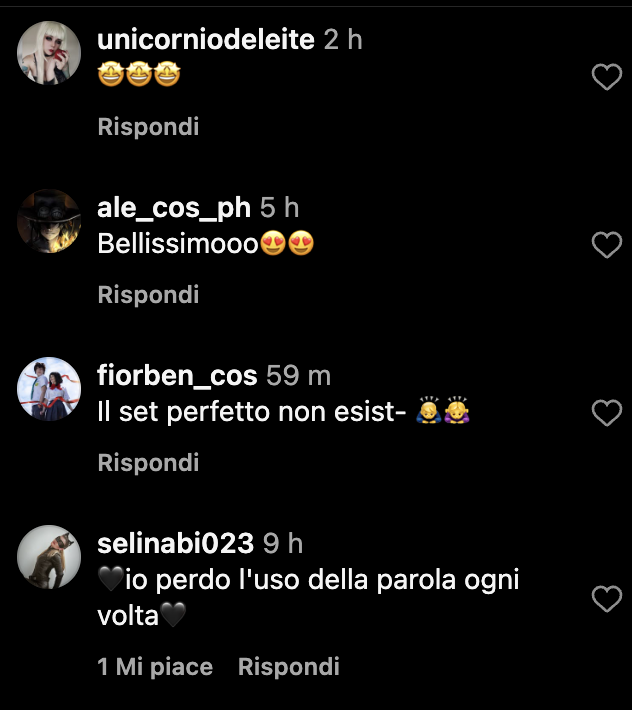 unicorniodeleite 2 h
🤩🤩🤩
Rispondi
ale_cos_ph 5 h
Bellissimooo😍😍
Rispondi
fiorben_cos 59 m
Il set perfetto non esist- 🙇🙇‍♀️
Rispondi
selinabi023 9 h
🖤io perdo l'uso della parola ogni
volta🖤
1 Mi piace Rispondi